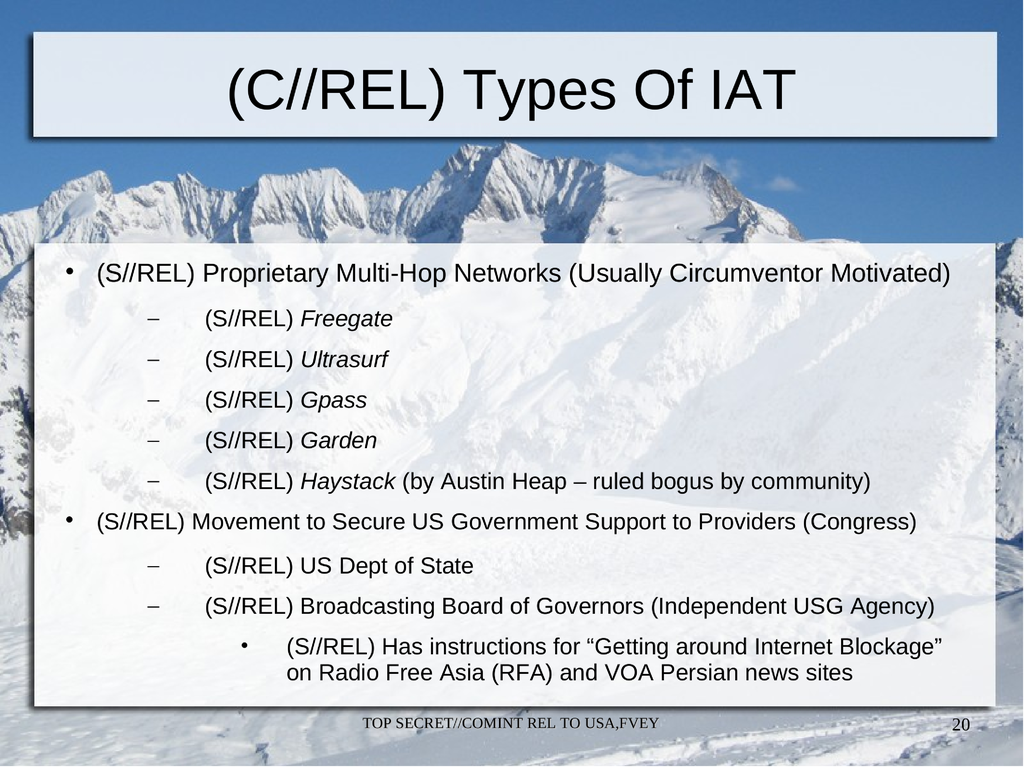 (C//REL) Types Of IAT
• (S//REL) Proprietary Multi-Hop Networks (Usually Circumventor Motivated)
– (S//REL) Freegate
– (S//REL) Ultrasurf
– (S//REL) Gpass
– (S//REL) Garden
– (S//REL) Haystack (by Austin Heap – ruled bogus by community)
• (S//REL) Movement to Secure US Government Support to Providers (Congress)
– (S//REL) US Dept of State
– (S//REL) Broadcasting Board of Governors (Independent USG Agency)
• (S//REL) Has instructions for “Getting around Internet Blockage”
on Radio Free Asia (RFA) and VOA Persian news sites
TOP SECRET//COMINT REL TO USA,FVEY
20